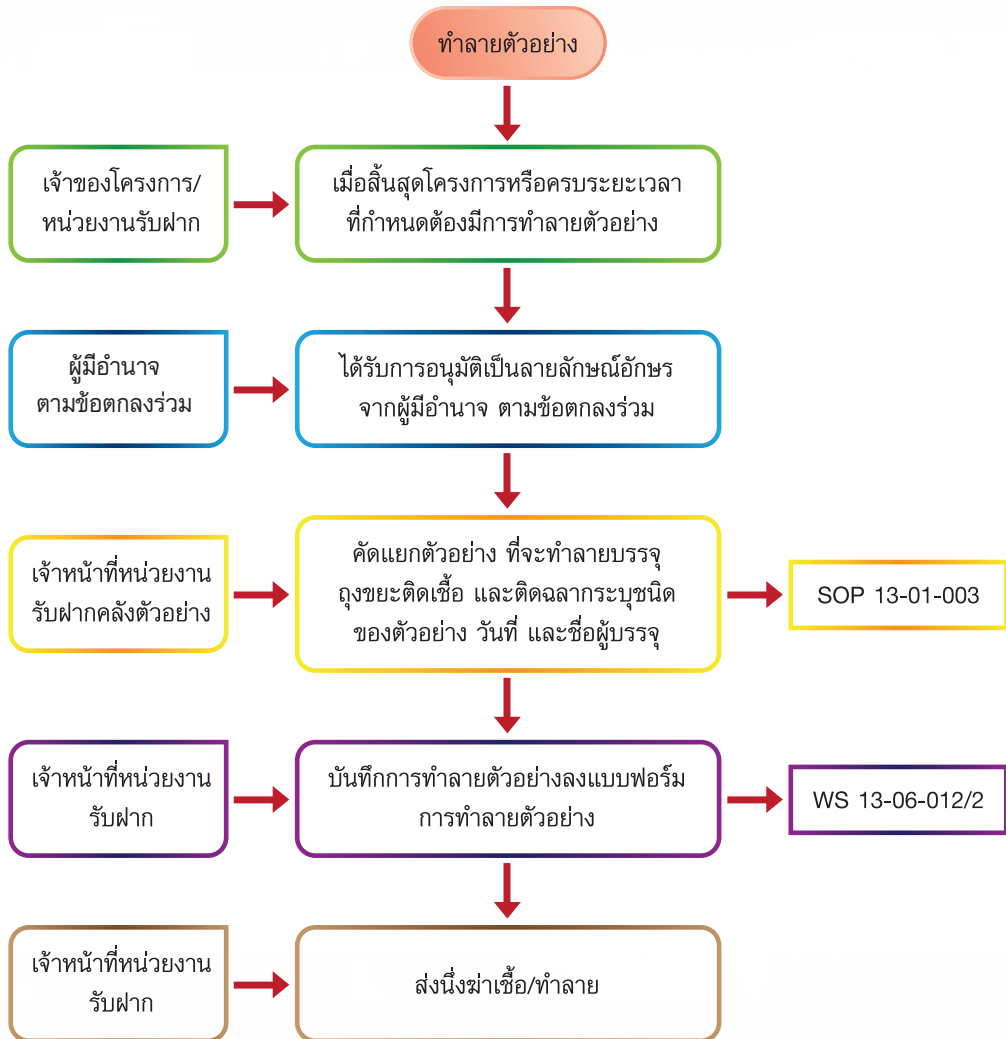 ทำลายตัวอย่าง
เจ้าของโครงการ/
หน่วยงานรับฝาก
เมื่อสิ้นสุดโครงการหรือครบระยะเวลา
ที่กำหนดต้องมีการทำลายตัวอย่าง
ผู้มีอำนาจ
ตามข้อตกลงร่วม
ได้รับการอนุมัติเป็นลายลักษณ์อักษร
จากผู้มีอำนาจ ตามข้อตกลงร่วม
เจ้าหน้าที่หน่วยงาน
รับฝากคลังตัวอย่าง
คัดแยกตัวอย่าง ที่จะทำลายบรรจุ
ถุงขยะติดเชื้อ และติดฉลากระบุชนิด
ของตัวอย่าง วันที่ และชื่อผู้บรรจุ
SOP 13-01-003
เจ้าหน้าที่หน่วยงาน
รับฝาก
บันทึกการทำลายตัวอย่างลงแบบฟอร์ม
การทำลายตัวอย่าง
WS 13-06-012/2
เจ้าหน้าที่หน่วยงาน
รับฝาก
ส่งนึ่งฆ่าเชื้อ/ทำลาย